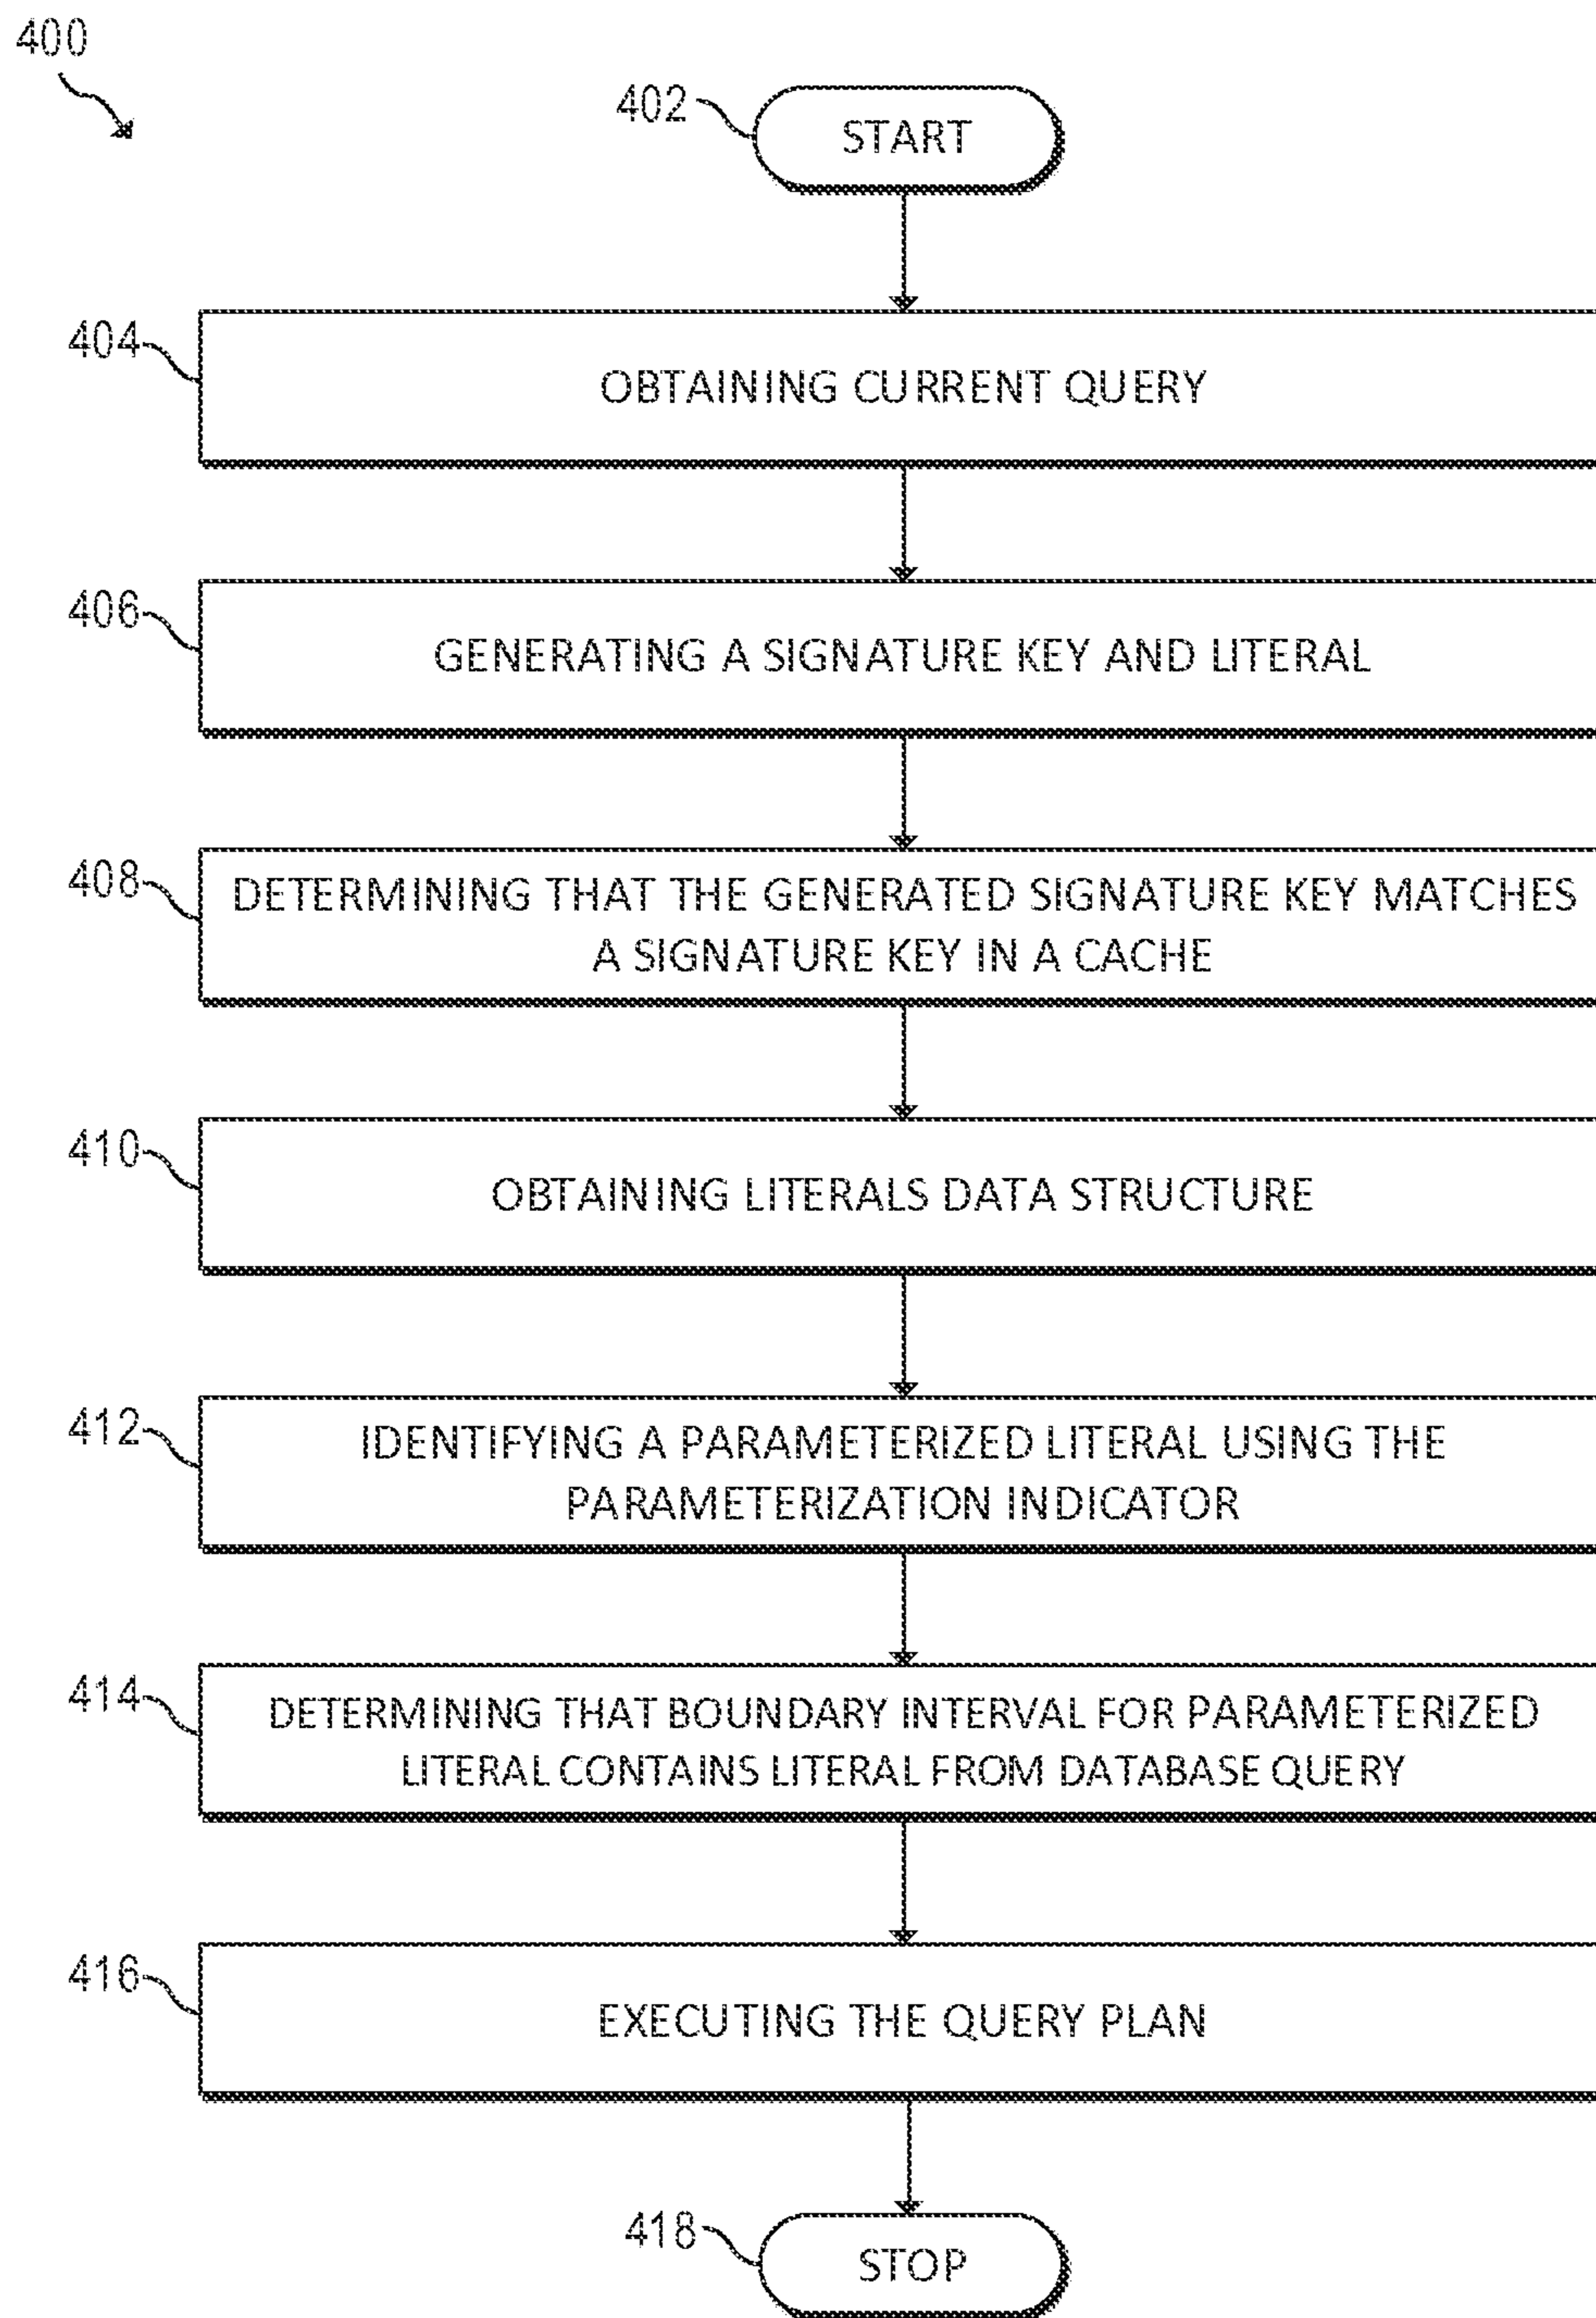 400
402
START
404
OBTAINING CURRENT QUERY
406
GENERATING A SIGNATURE KEY AND LITERAL
408
DETERMINING THAT THE GENERATED SIGNATURE KEY MATCHES
A SIGNATURE KEY IN A CACHE
410
OBTAINING LITERALS DATA STRUCTURE
412
IDENTIFYING A PARAMETERIZED LITERAL USING THE
PARAMETERIZATION INDICATOR
414
DETERMINING THAT BOUNDARY INTERVAL FOR PARAMETERIZED
LITERAL CONTAINS LITERAL FROM DATABASE QUERY
416
EXECUTING THE QUERY PLAN
418
STOP